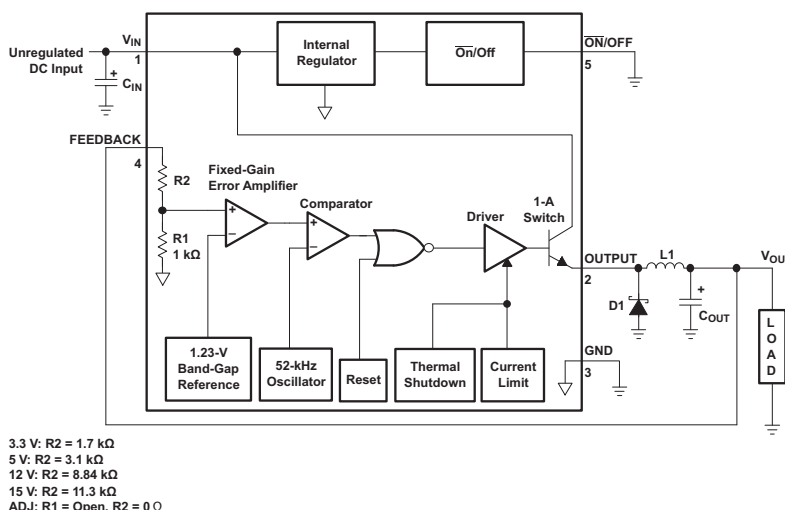 Unregulated
DC Input
V_IN
1
C_IN
+
Internal
Regulator
On/Off
ON/OFF
5
FEEDBACK
4
R2
R1
1 kΩ
Fixed-Gain
Error Amplifier
+
−
Comparator
+
−
Driver
1-A
Switch
OUTPUT
2
L1
V_OU
D1
+
C_OUT
LOAD
GND
3
1.23-V
Band-Gap
Reference
52-kHz
Oscillator
Reset
Thermal
Shutdown
Current
Limit
3.3 V: R2 = 1.7 kΩ
5 V: R2 = 3.1 kΩ
12 V: R2 = 8.84 kΩ
15 V: R2 = 11.3 kΩ
ADJ: R1 = Open, R2 = 0 Ω